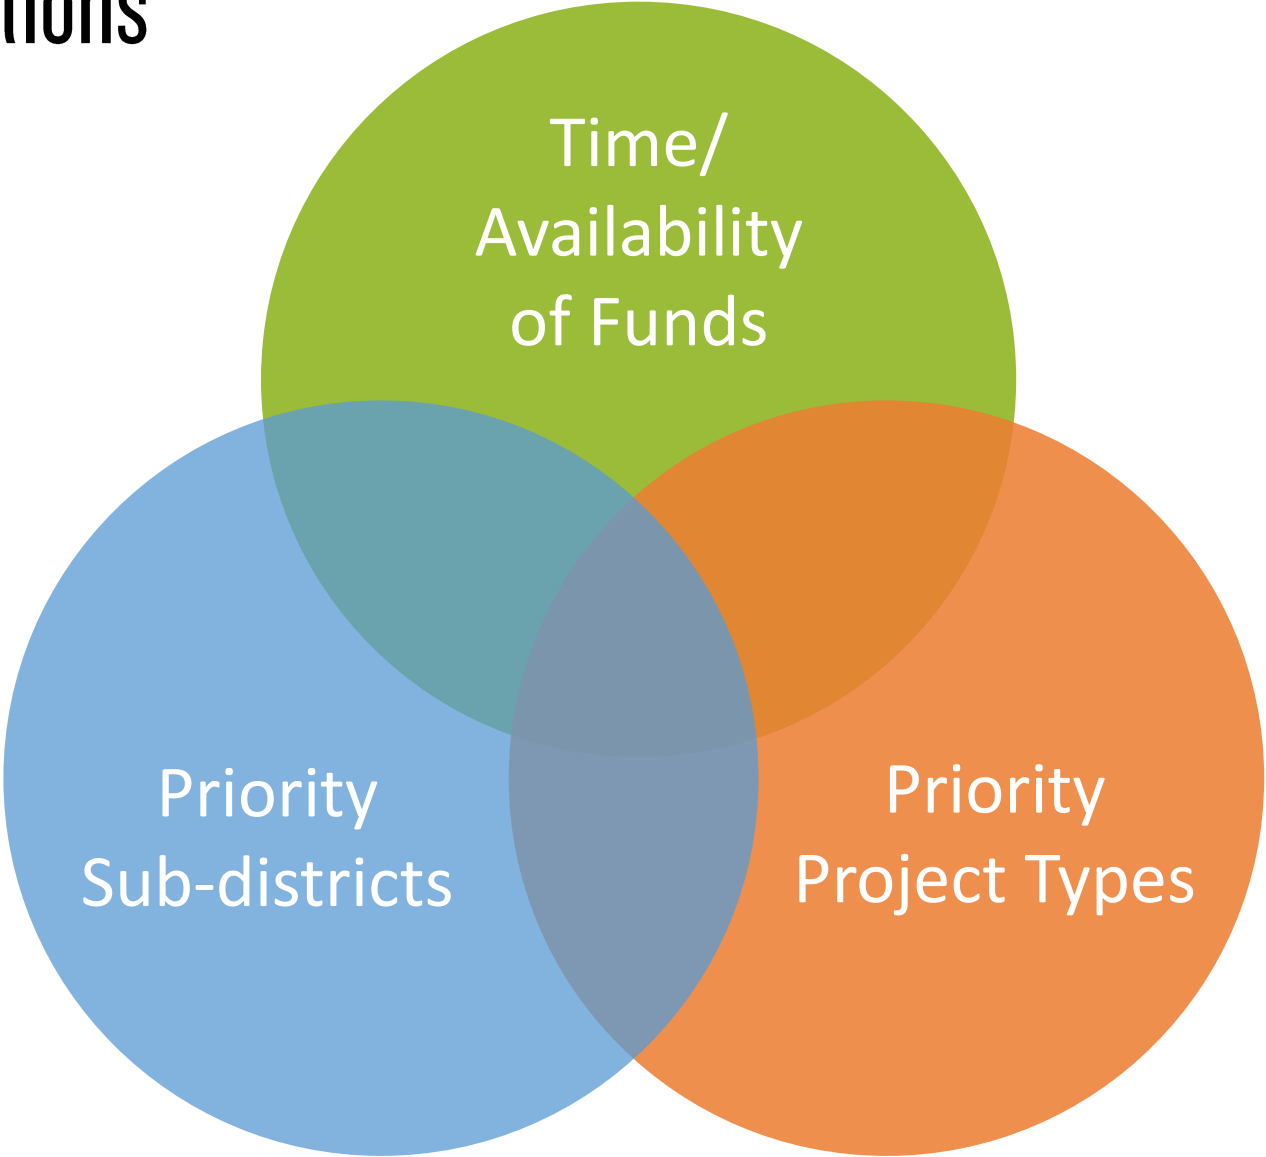 Time/
Availability
of Funds
Priority
Sub-districts
Priority
Project Types